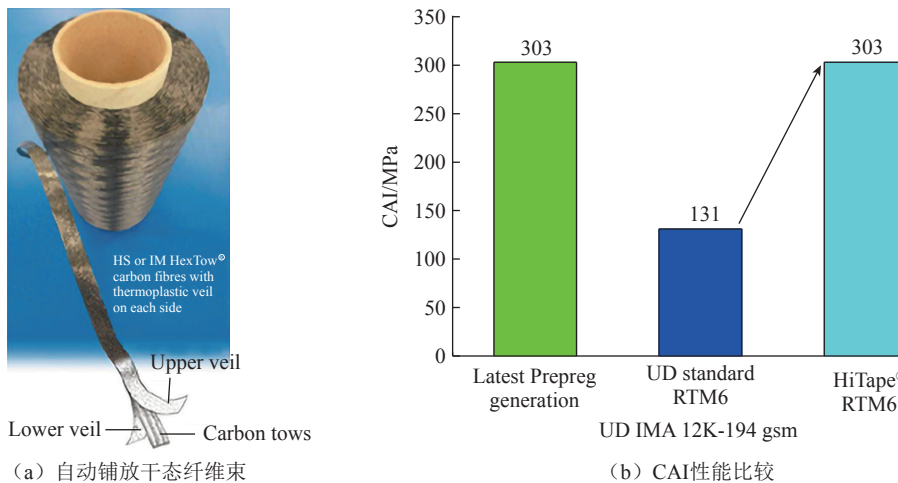 HS or IM HexTow®
carbon fibres with
thermoplastic veil
on each side
Upper veil
Lower veil
Carbon tows
（a）自动铺放干态纤维束
350
300
250
200
150
100
50
0
CAI/MPa
303
131
303
Latest Prepreg
generation
UD standard
RTM6
HiTape®
RTM6
UD IMA 12K-194 gsm
（b）CAI性能比较